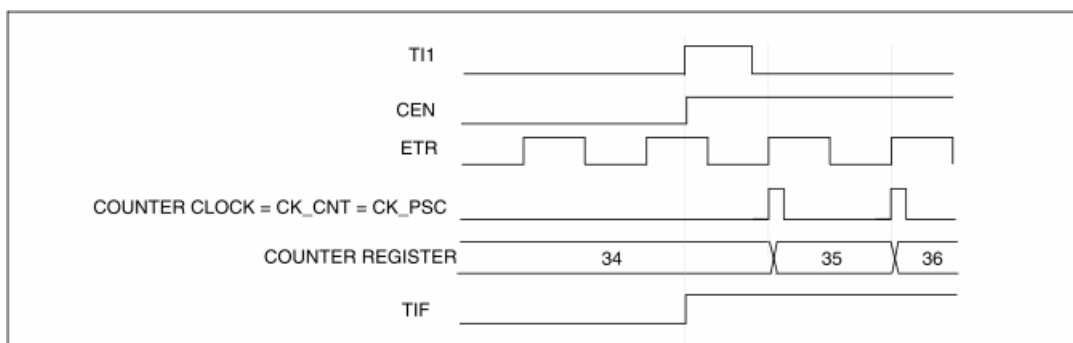 TI1
CEN
ETR
COUNTER CLOCK = CK_CNT = CK_PSC
COUNTER REGISTER 34 35 36
TIF